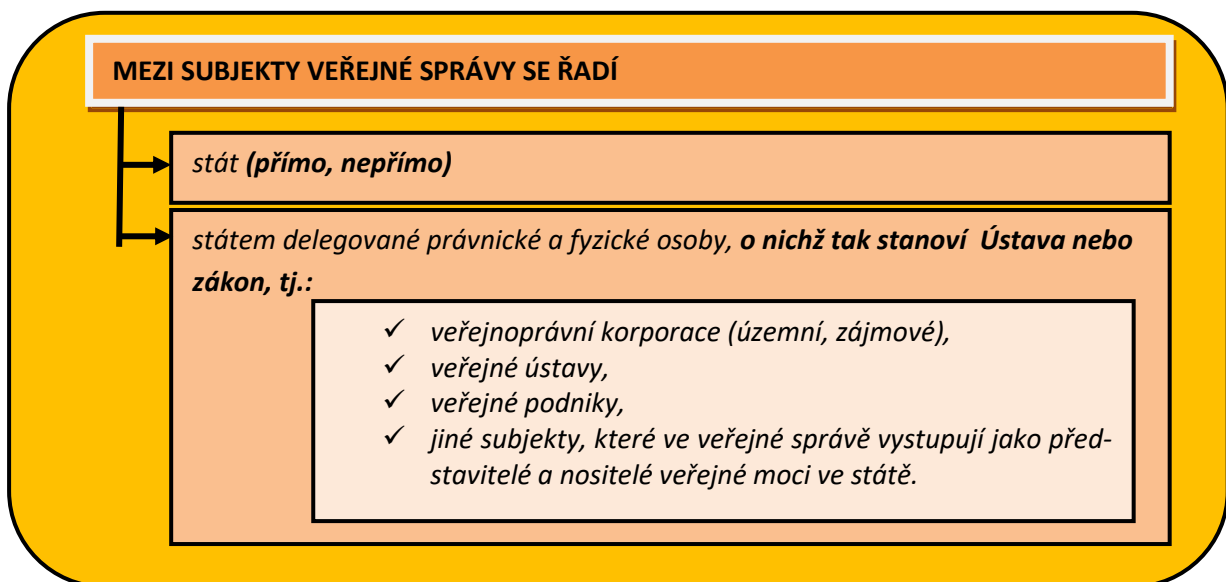 MEZI SUBJEKTY VEŘEJNÉ SPRÁVY SE ŘADÍ
stát (přímo, nepřímo)
státem delegované právnické a fyzické osoby, o nichž tak stanoví Ústava nebo
zákon, tj.:
✓ veřejnoprávní korporace (územní, zájmové),
✓ veřejné ústavy,
✓ veřejné podniky,
✓ jiné subjekty, které ve veřejné správě vystupují jako před-
stavitelé a nositelé veřejné moci ve státě.